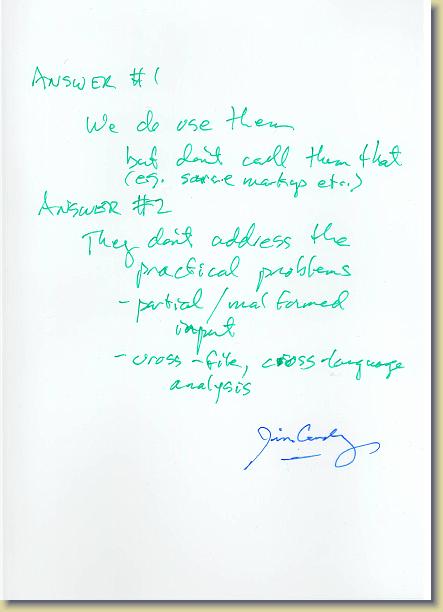 ANSWER #1
We do use them
but don't call them that
(eg. source markup etc.)
ANSWER #2
They don't address the
practical problems
- partial / malformed
input
- cross-file, cross-language
analysis
Jim Cordy